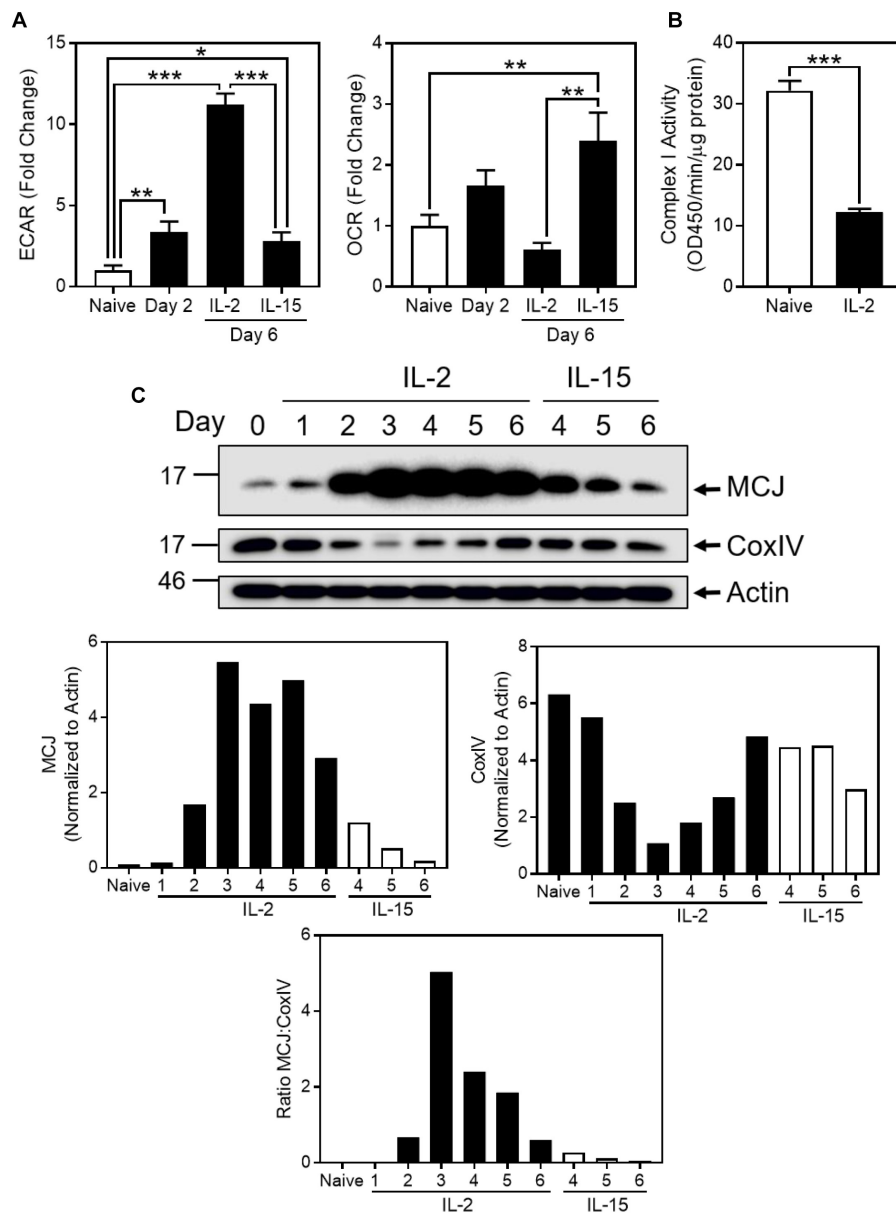 A
ECAR (Fold Change)
15
10
5
0
*
***
***
**
Naive Day 2 IL-2 IL-15
Day 6
OCR (Fold Change)
4
3
2
1
0
**
**
Naive Day 2 IL-2 IL-15
Day 6
B
Complex I Activity
(OD450/min/µg protein)
40
30
20
10
0
***
Naive IL-2
C
IL-2 IL-15
Day 0 1 2 3 4 5 6 4 5 6
17 MCJ
17 CoxIV
46 Actin
MCJ
(Normalized to Actin)
6
4
2
0
Naive 1 2 3 4 5 6 4 5 6
IL-2 IL-15
CoxIV
(Normalized to Actin)
8
6
4
2
0
Naive 1 2 3 4 5 6 4 5 6
IL-2 IL-15
Ratio MCJ:CoxIV
6
4
2
0
Naive 1 2 3 4 5 6 4 5 6
IL-2 IL-15